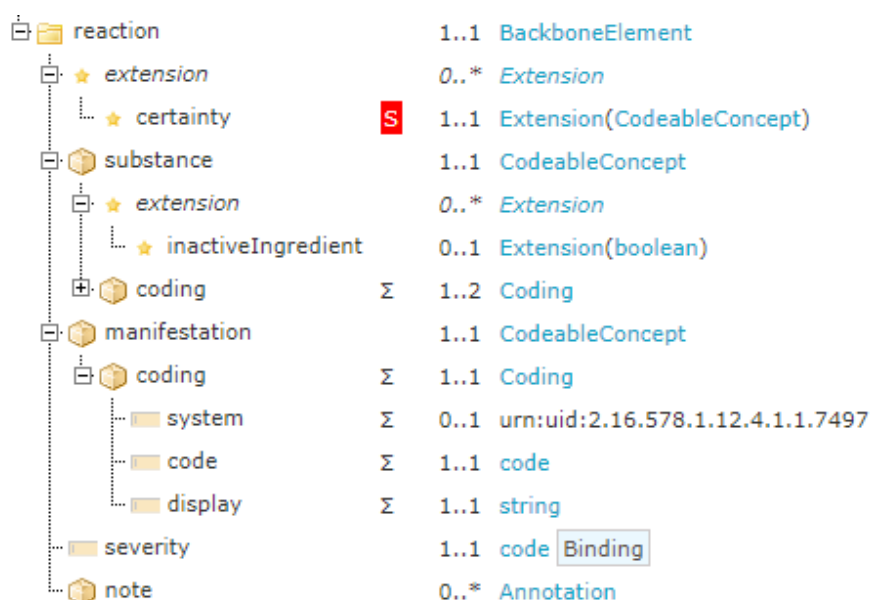 reaction 1..1 BackboneElement
extension 0..* Extension
certainty S 1..1 Extension(CodeableConcept)
substance 1..1 CodeableConcept
extension 0..* Extension
inactiveIngredient 0..1 Extension(boolean)
coding Σ 1..2 Coding
manifestation 1..1 CodeableConcept
coding Σ 1..1 Coding
system Σ 0..1 urn:uid:2.16.578.1.12.4.1.1.7497
code Σ 1..1 code
display Σ 1..1 string
severity 1..1 code Binding
note 0..* Annotation